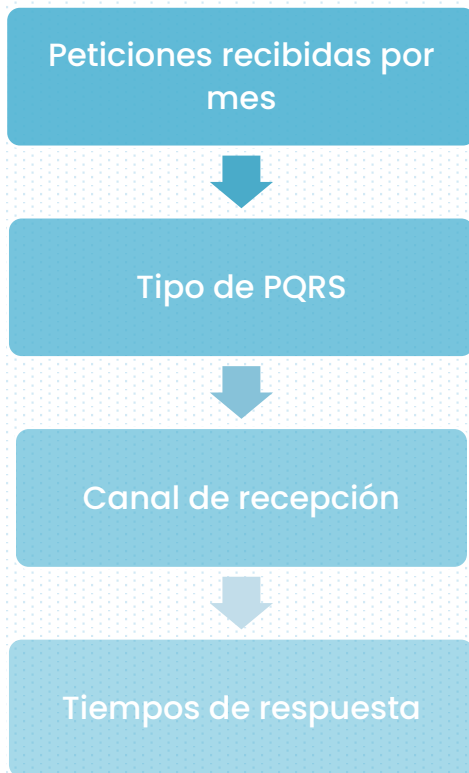 Peticiones recibidas por
mes
Tipo de PQRS
Canal de recepción
Tiempos de respuesta